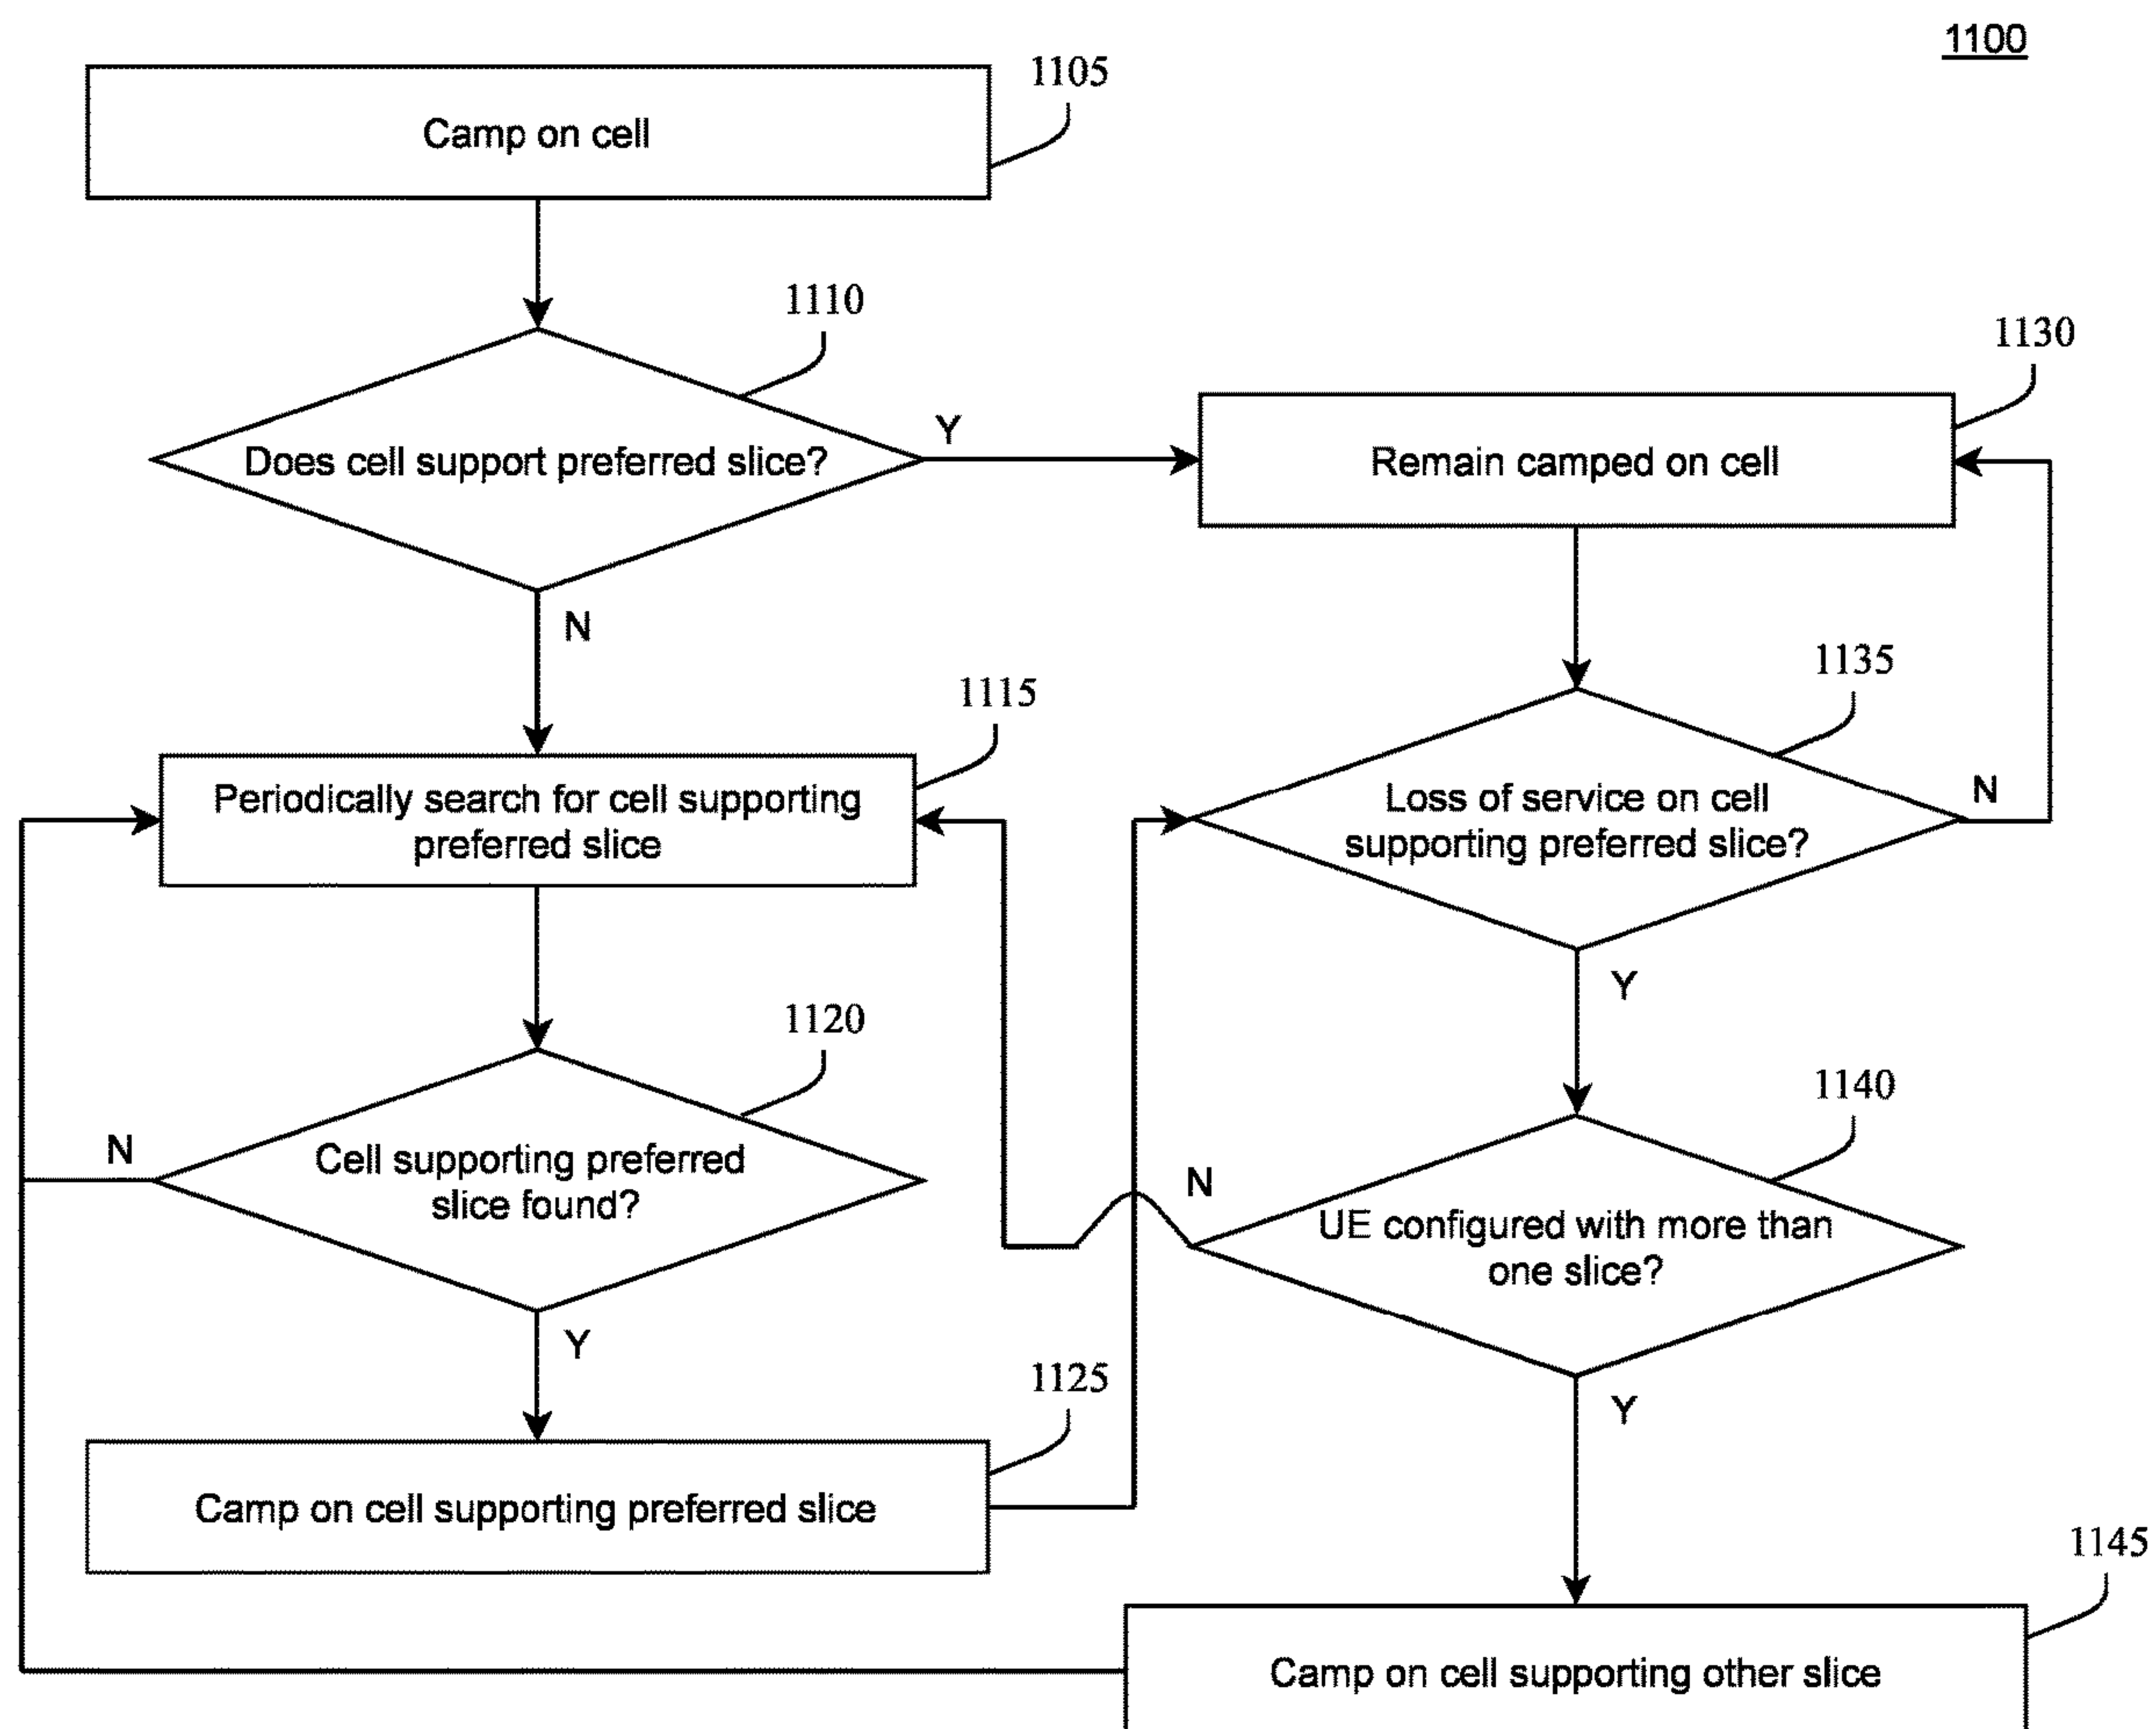 1100
1105
Camp on cell
1110
Does cell support preferred slice?
Y
N
1130
Remain camped on cell
1115
Periodically search for cell supporting
preferred slice
1135
Loss of service on cell
supporting preferred slice?
N
Y
1120
Cell supporting preferred
slice found?
N
Y
1140
UE configured with more than
one slice?
N
Y
1125
Camp on cell supporting preferred slice
1145
Camp on cell supporting other slice